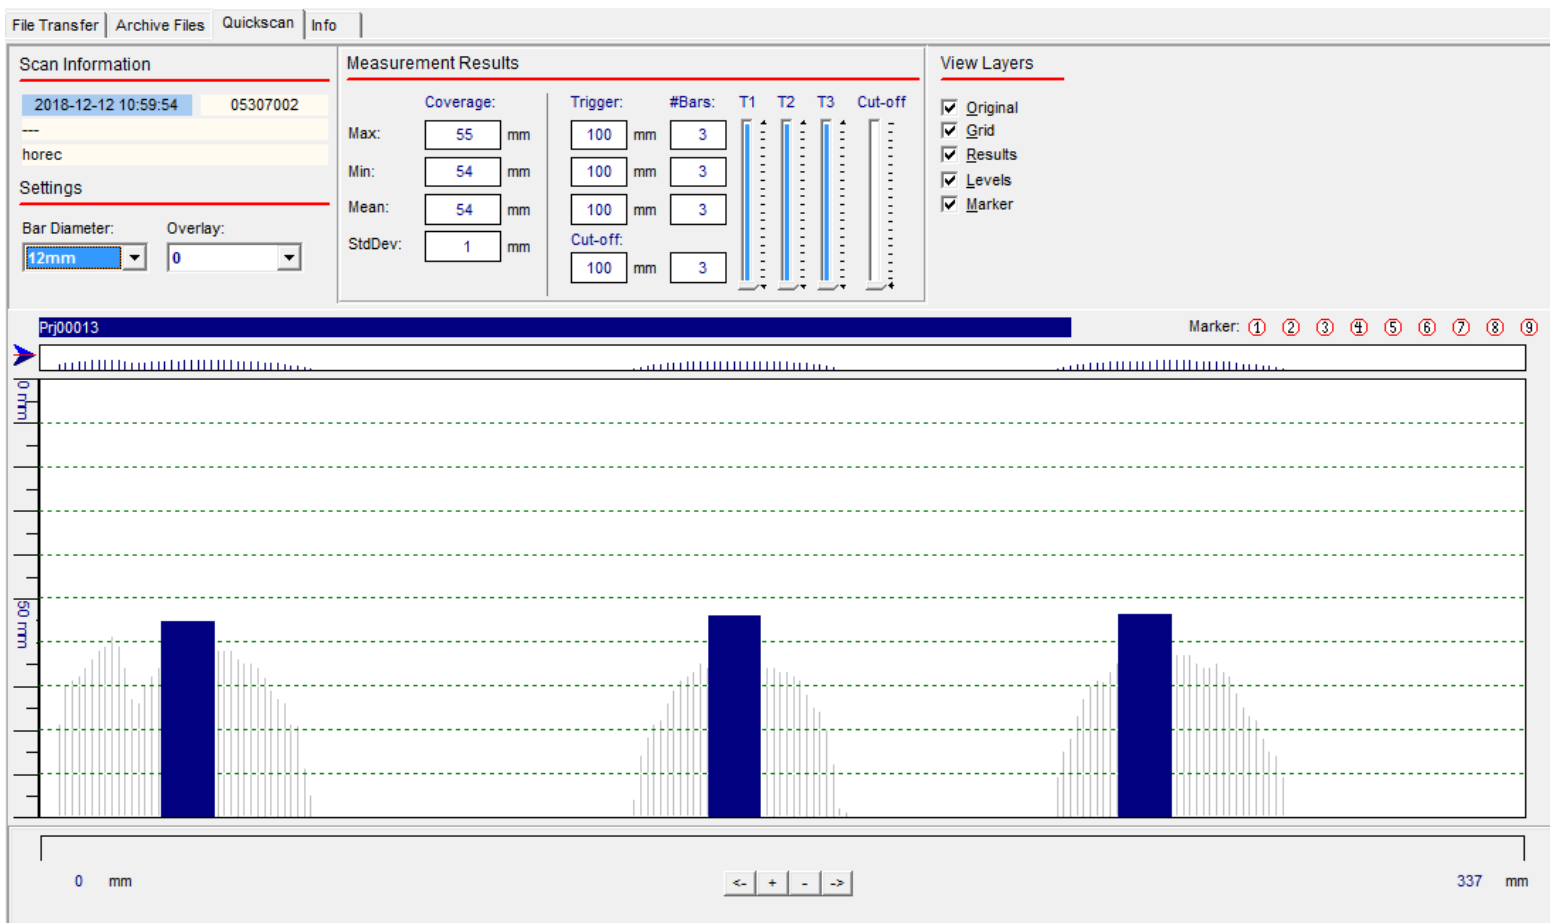 File Transfer Archive Files Quickscan Info
Scan Information
2018-12-12 10:59:54 05307002
---
horec
Settings
Bar Diameter: Overlay:
12mm 0
Measurement Results
Coverage: Trigger: #Bars: T1 T2 T3 Cut-off
Max: 55 mm 100 mm 3
Min: 54 mm 100 mm 3
Mean: 54 mm 100 mm 3
StdDev: 1 mm
Cut-off:
100 mm 3
View Layers
Original
Grid
Results
Levels
Marker
Prj00013
Marker: 1 2 3 4 5 6 7 8 9
0 mm
50 mm
0 mm <- + - -> 337 mm